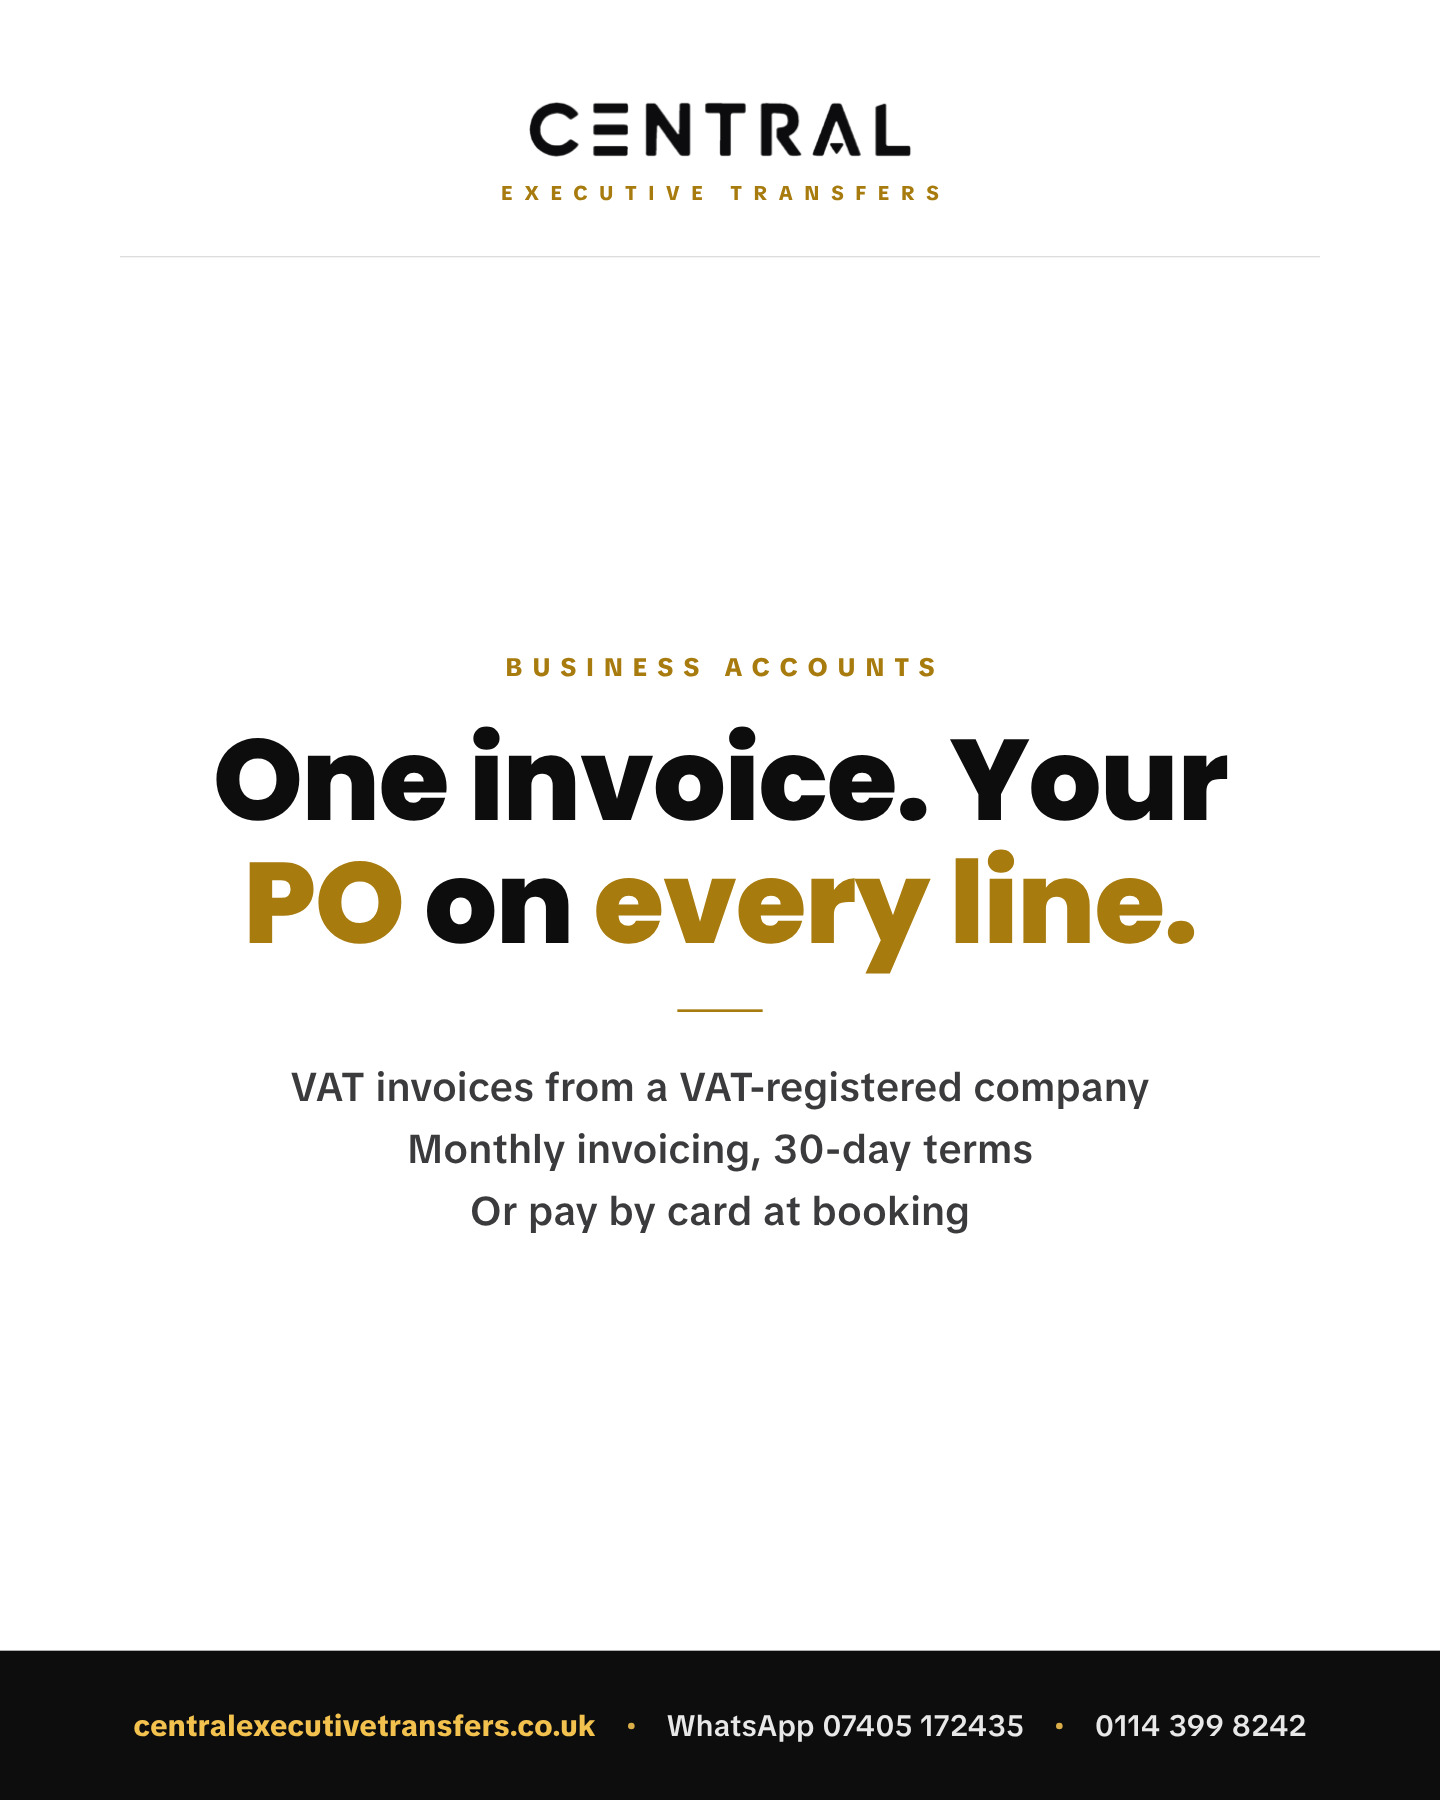 CENTRAL
EXECUTIVE TRANSFERS
BUSINESS ACCOUNTS
One invoice. Your
PO on every line.
VAT invoices from a VAT-registered company
Monthly invoicing, 30-day terms
Or pay by card at booking
centralexecutivetransfers.co.uk • WhatsApp 07405 172435 • 0114 399 8242